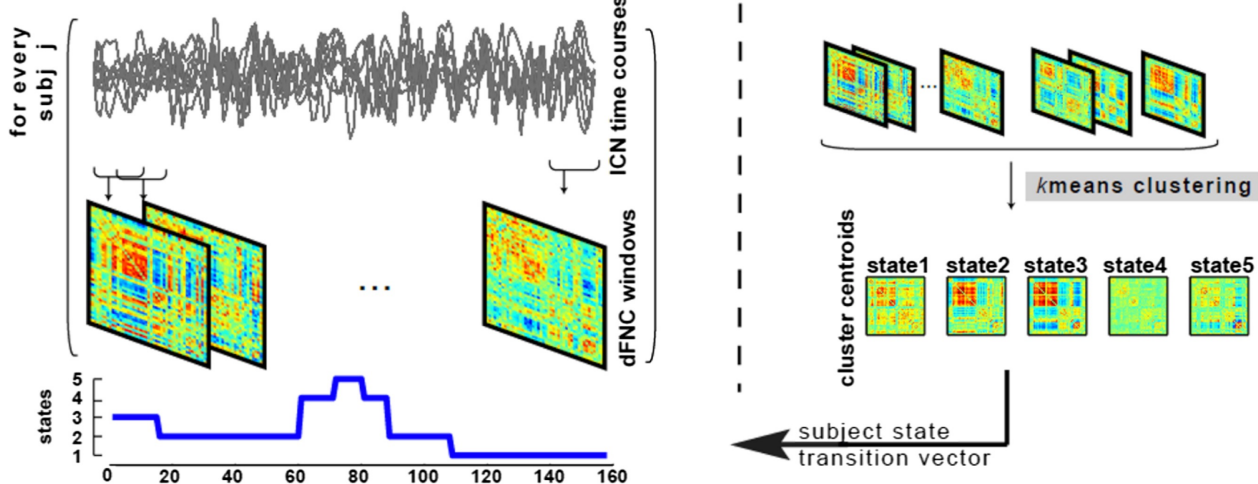 for every
subj j
ICN time courses
dFNC windows
...
states
5
4
3
2
1
0 20 40 60 80 100 120 140 160
...
kmeans clustering
cluster centroids
state1 state2 state3 state4 state5
subject state
transition vector